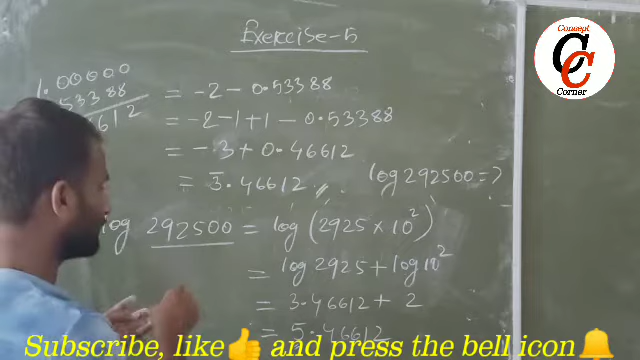 Exercise-5
1.00000
53388
612
= -2 - 0.53388
= -2-1+1 - 0.53388
= -3+0.46612
= 3̅.46612
log 292500=?
log 292500 = log (2925 × 10²)
= log 2925 + log 10²
= 3.46612 + 2
= 5.46612
Concept
CC
Corner
Subscribe, like👍 and press the bell icon🔔